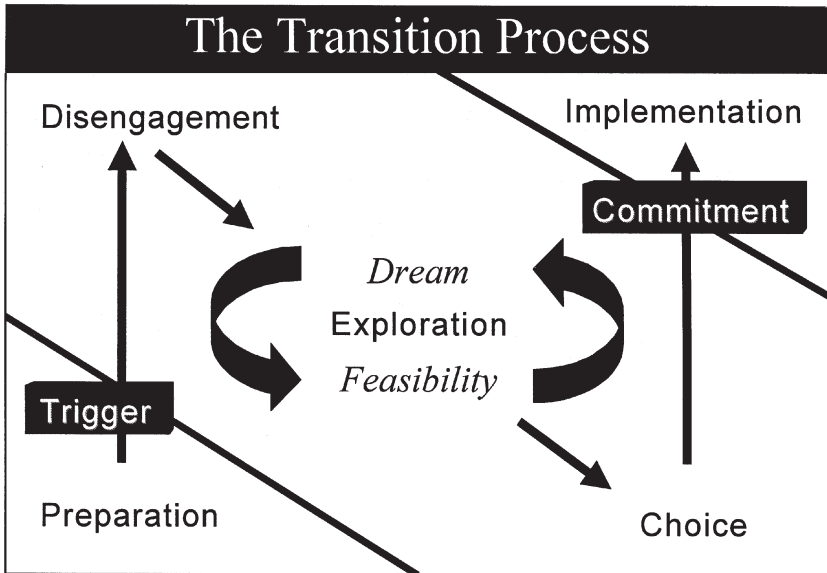 The Transition Process
Disengagement
Implementation
Commitment
Dream
Exploration
Feasibility
Trigger
Preparation
Choice